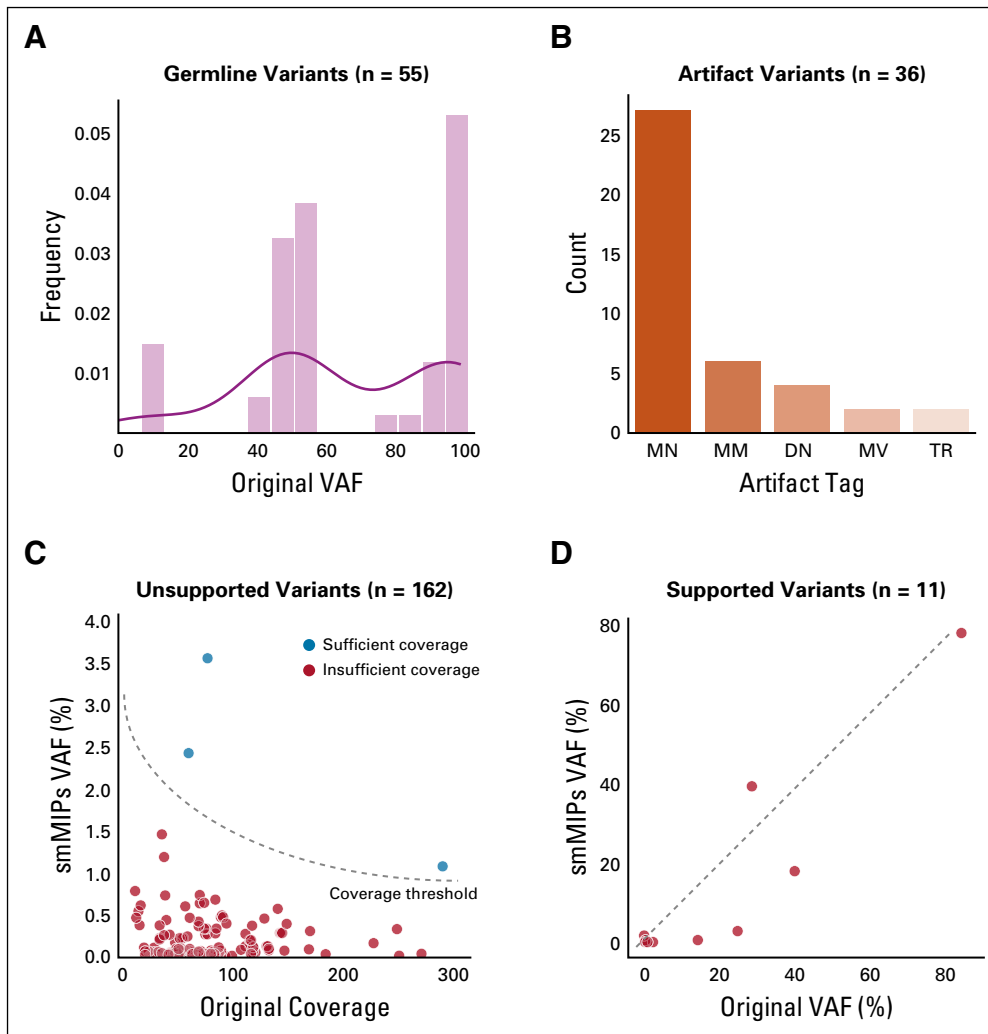 A
Germline Variants (n = 55)
Frequency
0.05
0.04
0.03
0.02
0.01
0
20
40
60
80
100
Original VAF
B
Artifact Variants (n = 36)
Count
25
20
15
10
5
0
MN
MM
DN
MV
TR
Artifact Tag
C
Unsupported Variants (n = 162)
smMIPs VAF (%)
4.0
3.5
3.0
2.5
2.0
1.5
1.0
0.5
0.0
Sufficient coverage
Insufficient coverage
Coverage threshold
0
100
200
300
Original Coverage
D
Supported Variants (n = 11)
smMIPs VAF (%)
80
60
40
20
0
0
20
40
60
80
Original VAF (%)